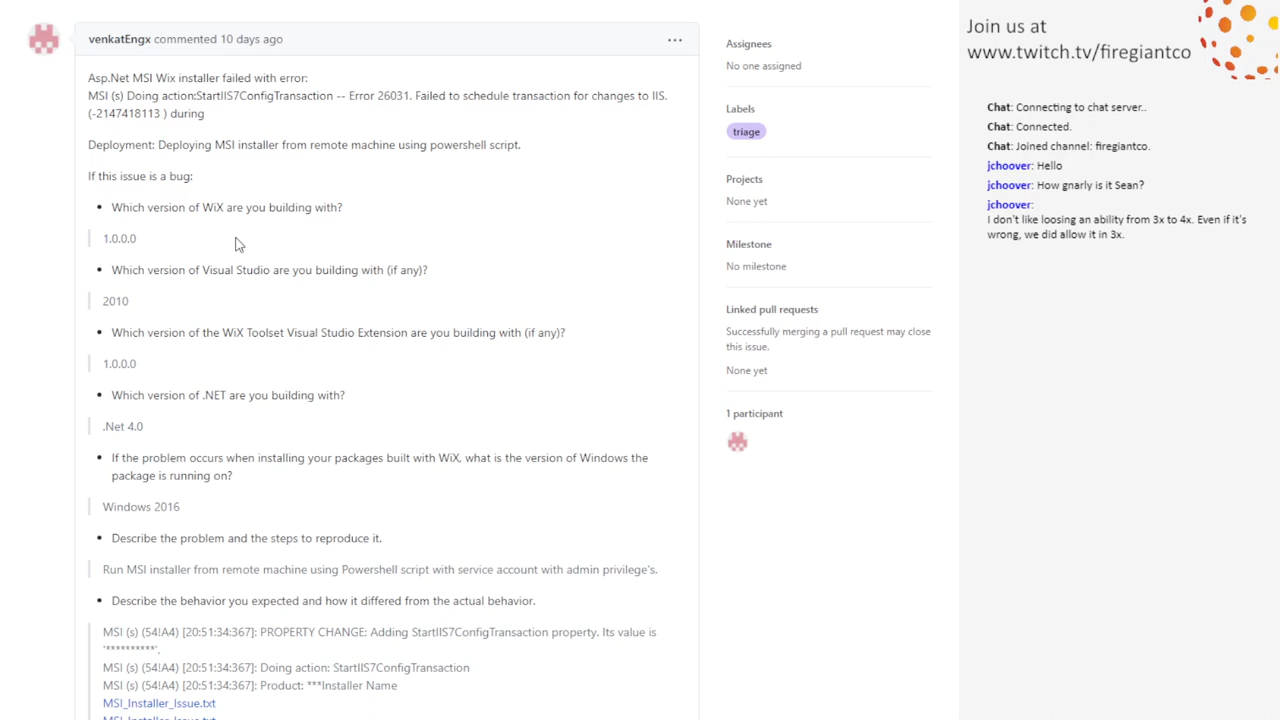 venkatEngx commented 10 days ago
...
Asp.Net MSI Wix installer failed with error:
MSI (s) Doing action:StartIIS7ConfigTransaction -- Error 26031. Failed to schedule transaction for changes to IIS.
(-2147418113 ) during
Deployment: Deploying MSI installer from remote machine using powershell script.
If this issue is a bug:
• Which version of WiX are you building with?
1.0.0.0
• Which version of Visual Studio are you building with (if any)?
2010
• Which version of the WiX Toolset Visual Studio Extension are you building with (if any)?
1.0.0.0
• Which version of .NET are you building with?
.Net 4.0
• If the problem occurs when installing your packages built with WiX, what is the version of Windows the
package is running on?
Windows 2016
• Describe the problem and the steps to reproduce it.
Run MSI installer from remote machine using Powershell script with service account with admin privilege's.
• Describe the behavior you expected and how it differed from the actual behavior.
MSI (s) (54!A4) [20:51:34:367]: PROPERTY CHANGE: Adding StartIIS7ConfigTransaction property. Its value is
'**********'.
MSI (s) (54!A4) [20:51:34:367]: Doing action: StartIIS7ConfigTransaction
MSI (s) (54!A4) [20:51:34:367]: Product: ***Installer Name
MSI_Installer_Issue.txt
MSI_Installer_Issue.txt
Assignees
No one assigned
Labels
triage
Projects
None yet
Milestone
No milestone
Linked pull requests
Successfully merging a pull request may close
this issue.
None yet
1 participant
Join us at
www.twitch.tv/firegiantco
Chat: Connecting to chat server..
Chat: Connected.
Chat: Joined channel: firegiantco.
jchoover: Hello
jchoover: How gnarly is it Sean?
jchoover:
I don't like loosing an ability from 3x to 4x. Even if it's
wrong, we did allow it in 3x.